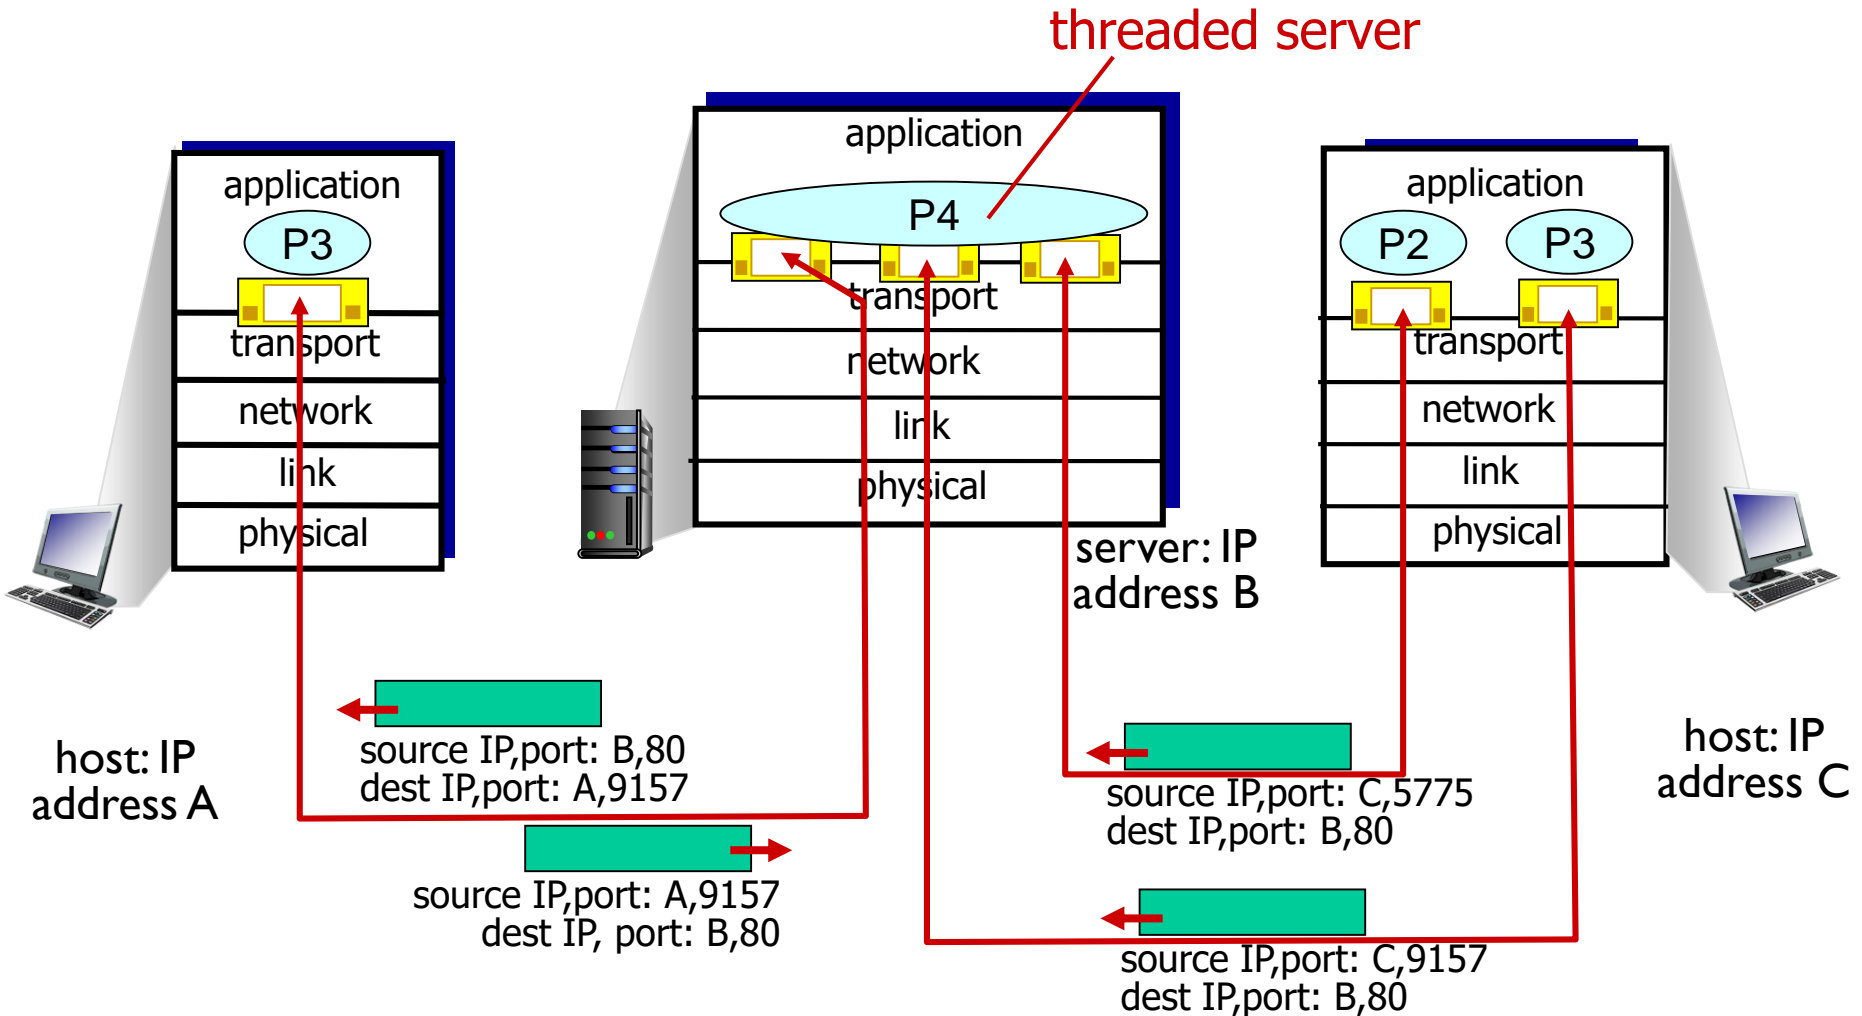 threaded server
application
P3
transport
network
link
physical
application
P4
transport
network
link
physical
application
P2
P3
transport
network
link
physical
server: IP
address B
host: IP
address A
source IP,port: B,80
dest IP,port: A,9157
source IP,port: A,9157
dest IP, port: B,80
source IP,port: C,5775
dest IP,port: B,80
source IP,port: C,9157
dest IP,port: B,80
host: IP
address C